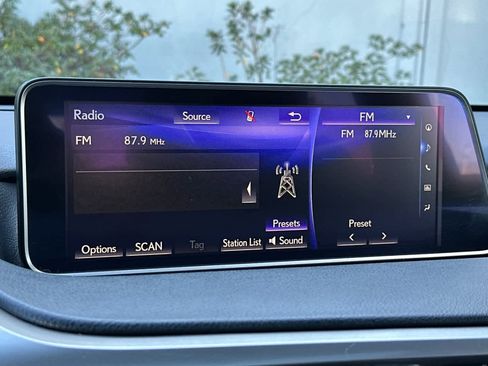 Radio
Source
FM
FM 87.9 MHz
FM 87.9MHz
Presets
Preset
Options
SCAN
Tag
Station List
Sound